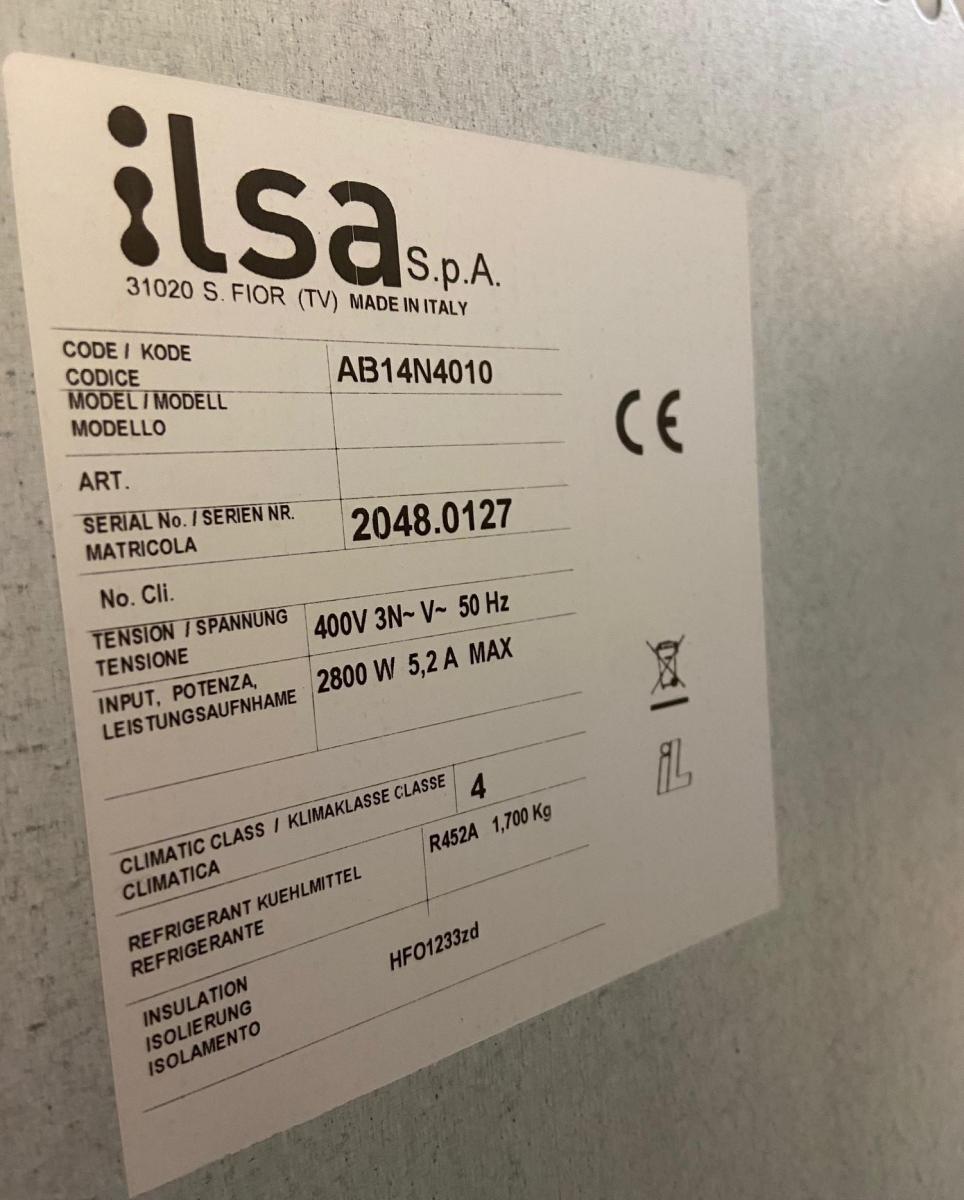 ilsa S.p.A.
31020 S. FIOR (TV) MADE IN ITALY
CODE / KODE
CODICE
AB14N4010
MODEL / MODELL
MODELLO
ART.
SERIAL No. / SERIEN NR.
MATRICOLA
2048.0127
No. Cli.
TENSION / SPANNUNG
TENSIONE
400V 3N~ V~ 50 Hz
INPUT, POTENZA,
LEISTUNGSAUFNHAME
2800 W 5,2 A MAX
CLIMATIC CLASS / KLIMAKLASSE CLASSE
CLIMATICA
4
REFRIGERANT KUEHLMITTEL
REFRIGERANTE
R452A 1,700 Kg
INSULATION
ISOLIERUNG
ISOLAMENTO
HFO1233zd
CE
iL